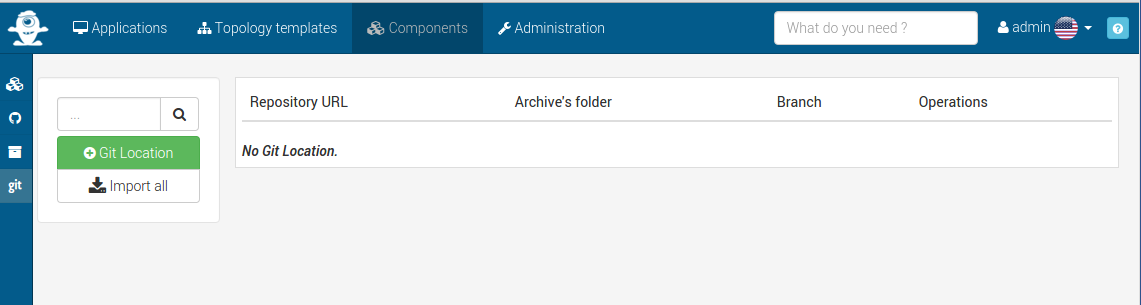 Applications Topology templates Components Administration What do you need ? admin
... 
Repository URL Archive's folder Branch Operations
Git Location
No Git Location.
git Import all